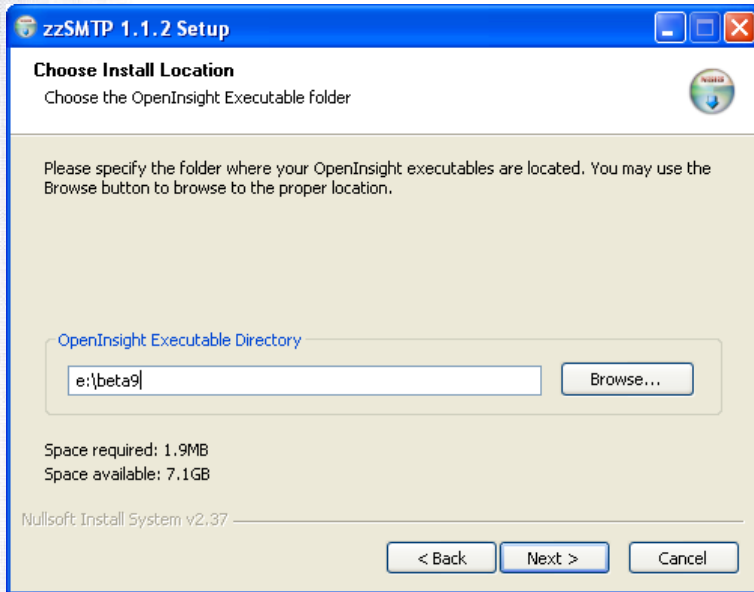 zzSMTP 1.1.2 Setup
Choose Install Location
Choose the OpenInsight Executable folder
Please specify the folder where your OpenInsight executables are located. You may use the
Browse button to browse to the proper location.
OpenInsight Executable Directory
e:\beta9
Browse...
Space required: 1.9MB
Space available: 7.1GB
Nullsoft Install System v2.37
< Back
Next >
Cancel